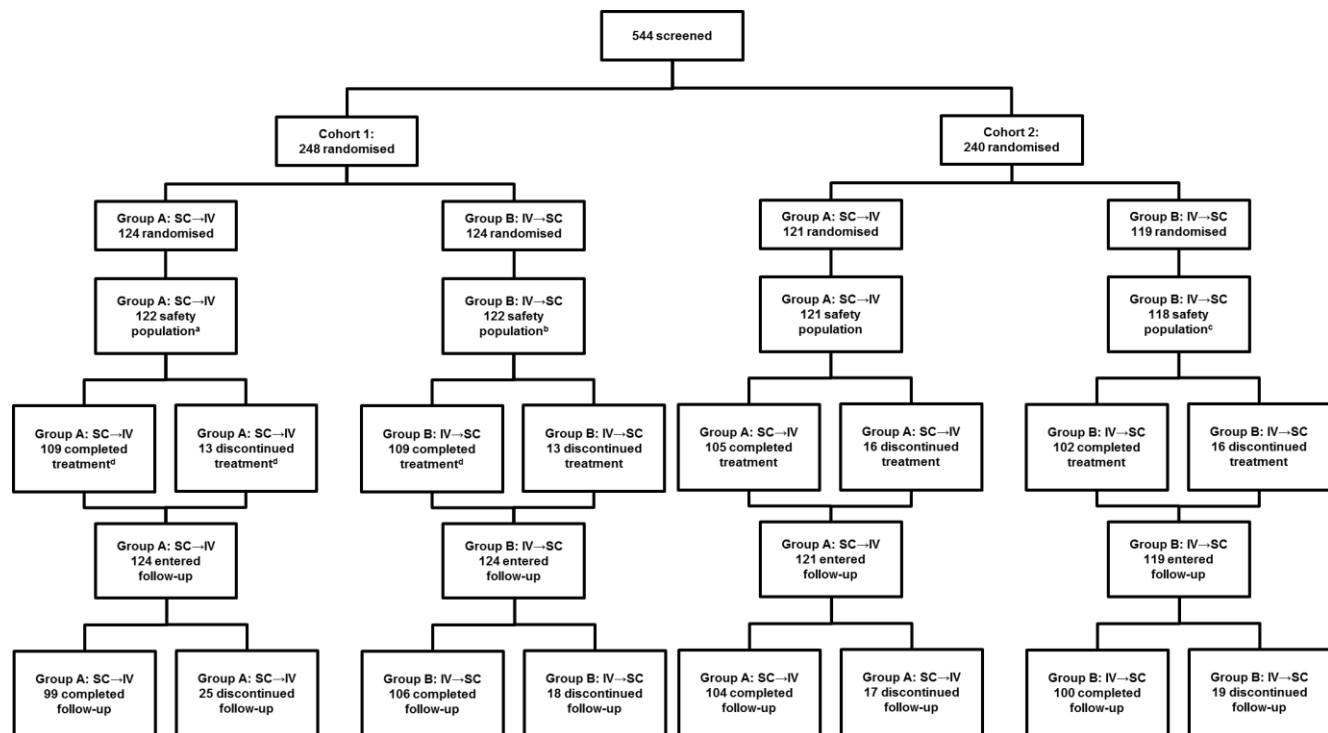 544 screened
Cohort 1:
248 randomised
Cohort 2:
240 randomised
Group A: SC→IV
124 randomised
Group B: IV→SC
124 randomised
Group A: SC→IV
121 randomised
Group B: IV→SC
119 randomised
Group A: SC→IV
122 safety
populationᵃ
Group B: IV→SC
122 safety
populationᵇ
Group A: SC→IV
121 safety
population
Group B: IV→SC
118 safety
populationᶜ
Group A: SC→IV
109 completed
treatmentᵈ
Group A: SC→IV
13 discontinued
treatmentᵈ
Group B: IV→SC
109 completed
treatmentᵈ
Group B: IV→SC
13 discontinued
treatment
Group A: SC→IV
105 completed
treatment
Group A: SC→IV
16 discontinued
treatment
Group B: IV→SC
102 completed
treatment
Group B: IV→SC
16 discontinued
treatment
Group A: SC→IV
124 entered
follow-up
Group B: IV→SC
124 entered
follow-up
Group A: SC→IV
121 entered
follow-up
Group B: IV→SC
119 entered
follow-up
Group A: SC→IV
99 completed
follow-up
Group A: SC→IV
25 discontinued
follow-up
Group B: IV→SC
106 completed
follow-up
Group B: IV→SC
18 discontinued
follow-up
Group A: SC→IV
104 completed
follow-up
Group A: SC→IV
17 discontinued
follow-up
Group B: IV→SC
100 completed
follow-up
Group B: IV→SC
19 discontinued
follow-up